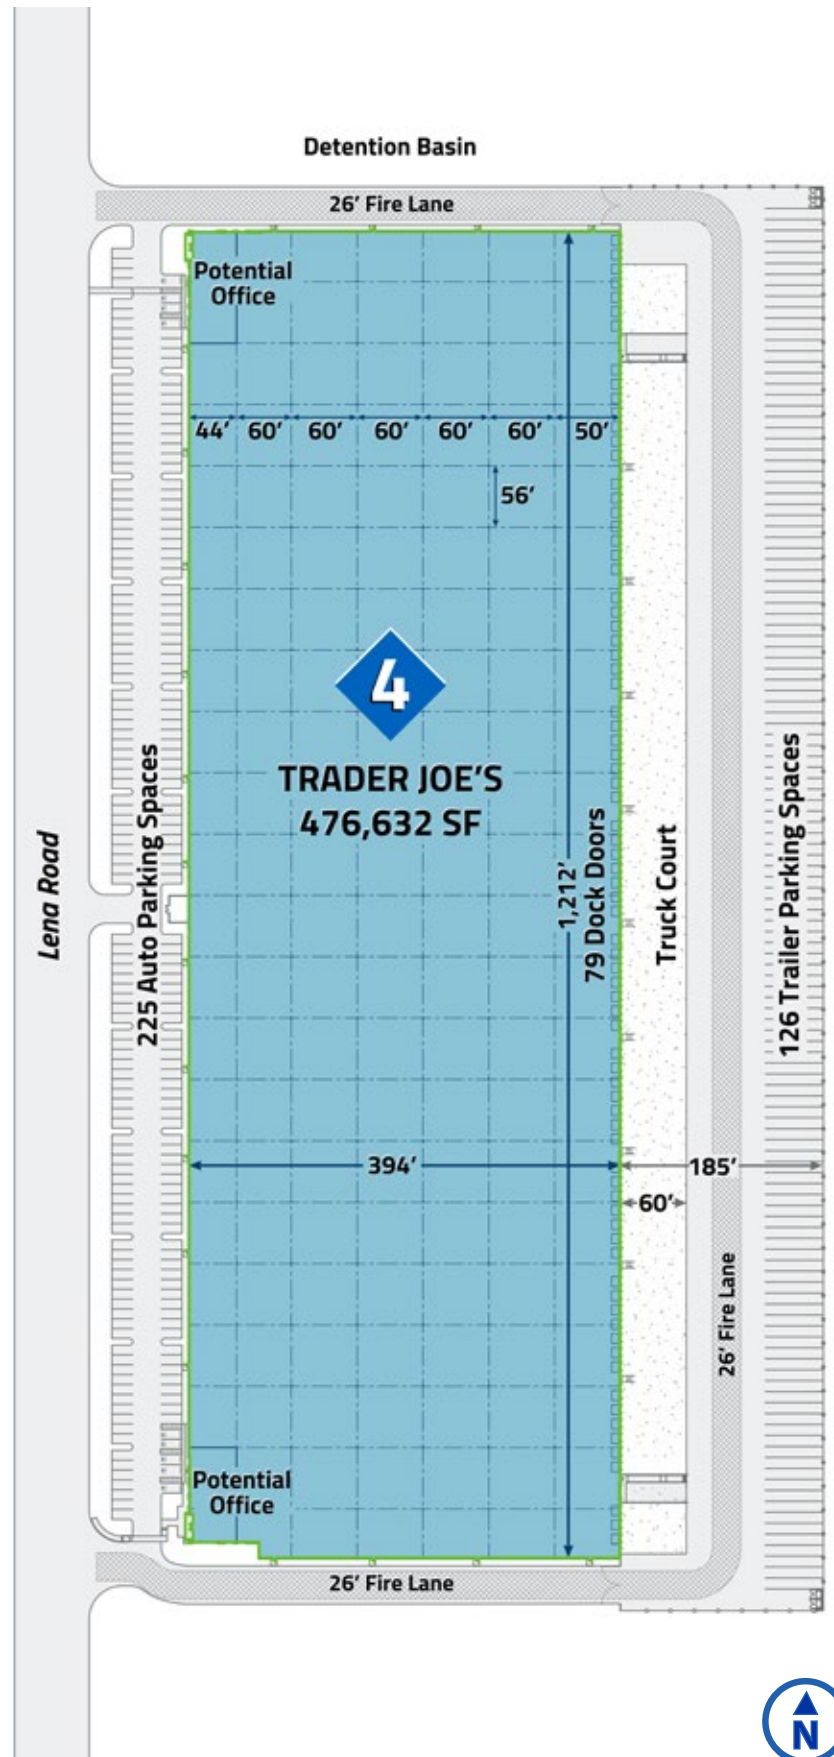 Detention Basin
26′ Fire Lane
Potential
Office
44′ 60′ 60′ 60′ 60′ 60′ 50′
56′
4
TRADER JOE'S
476,632 SF
Lena Road
225 Auto Parking Spaces
1,212′
79 Dock Doors
Truck Court
126 Trailer Parking Spaces
394′
185′
60′
26′ Fire Lane
Potential
Office
26′ Fire Lane
N